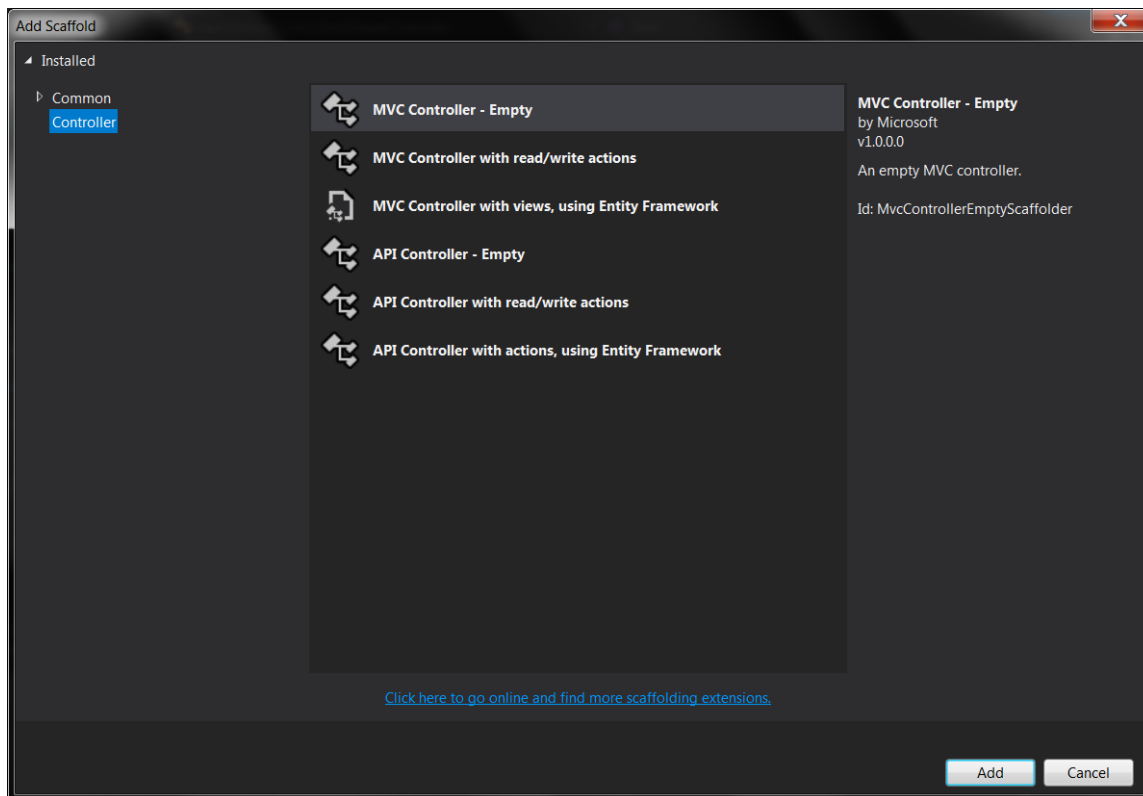 Add Scaffold
X
Installed
Common
Controller
MVC Controller - Empty
MVC Controller with read/write actions
MVC Controller with views, using Entity Framework
API Controller - Empty
API Controller with read/write actions
API Controller with actions, using Entity Framework
MVC Controller - Empty
by Microsoft
v1.0.0.0
An empty MVC controller.
Id: MvcControllerEmptyScaffolder
Click here to go online and find more scaffolding extensions.
Add
Cancel